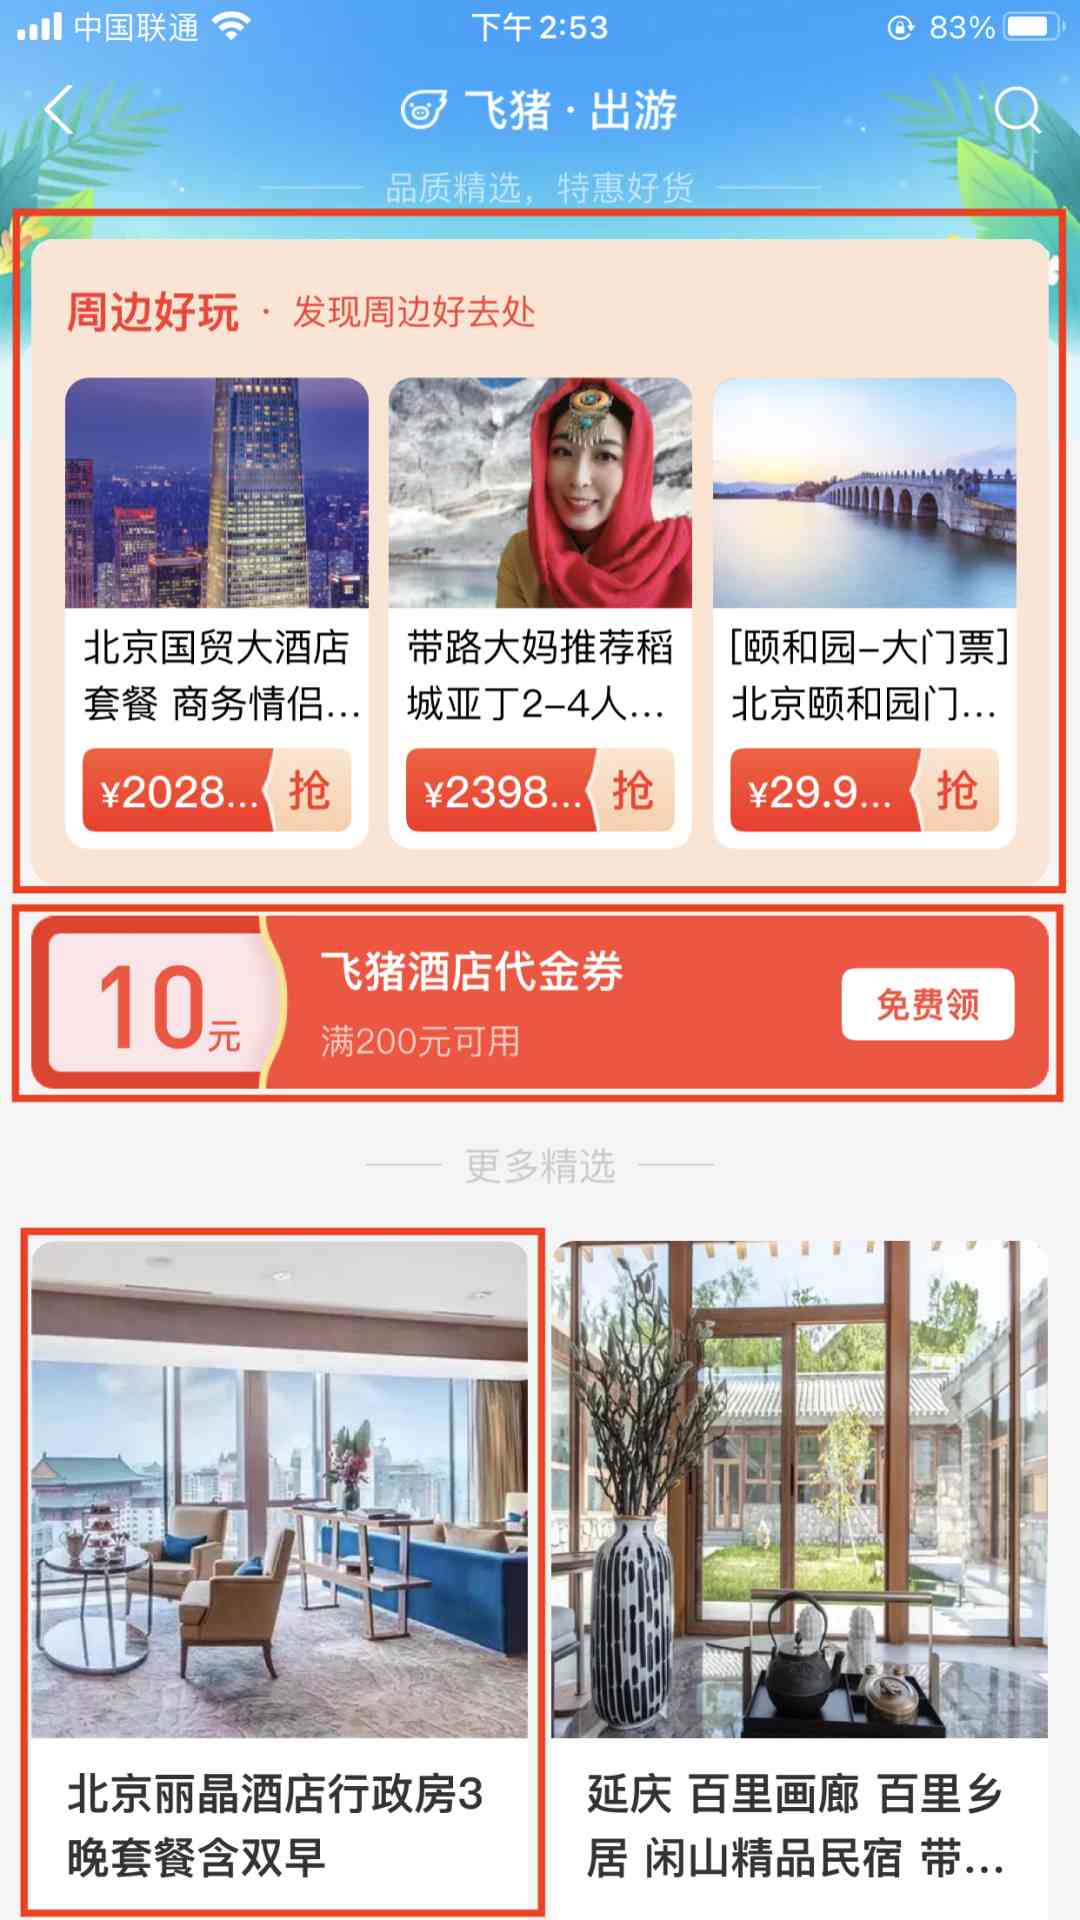 中国联通 下午2:53 83%
飞猪·出游
品质精选，特惠好货
周边好玩 · 发现周边好去处
北京国贸大酒店
套餐 商务情侣...
¥2028... 抢
带路大妈推荐稻
城亚丁2-4人...
¥2398... 抢
[颐和园-大门票]
北京颐和园门...
¥29.9... 抢
10元
飞猪酒店代金券
满200元可用
免费领
更多精选
北京丽晶酒店行政房3
晚套餐含双早
延庆 百里画廊 百里乡
居 闲山精品民宿 带...